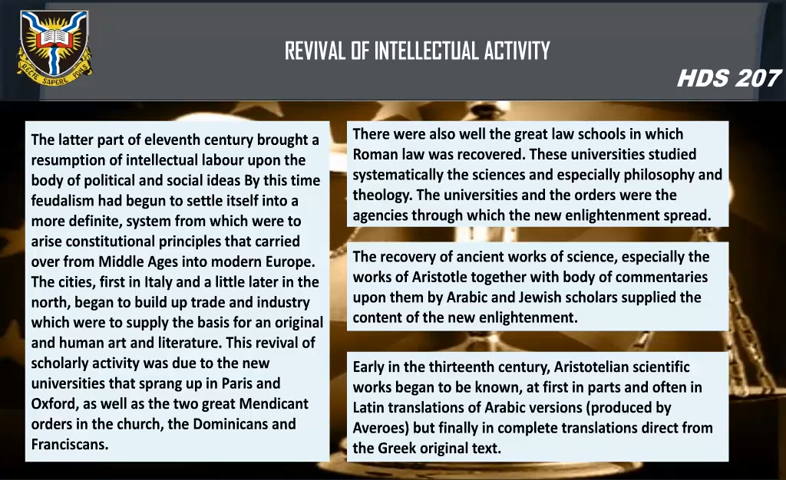 REVIVAL OF INTELLECTUAL ACTIVITY
HDS 207
RECTE SAPERE FONS
The latter part of eleventh century brought a
resumption of intellectual labour upon the
body of political and social ideas By this time
feudalism had begun to settle itself into a
more definite, system from which were to
arise constitutional principles that carried
over from Middle Ages into modern Europe.
The cities, first in Italy and a little later in the
north, began to build up trade and industry
which were to supply the basis for an original
and human art and literature. This revival of
scholarly activity was due to the new
universities that sprang up in Paris and
Oxford, as well as the two great Mendicant
orders in the church, the Dominicans and
Franciscans.
There were also well the great law schools in which
Roman law was recovered. These universities studied
systematically the sciences and especially philosophy and
theology. The universities and the orders were the
agencies through which the new enlightenment spread.
The recovery of ancient works of science, especially the
works of Aristotle together with body of commentaries
upon them by Arabic and Jewish scholars supplied the
content of the new enlightenment.
Early in the thirteenth century, Aristotelian scientific
works began to be known, at first in parts and often in
Latin translations of Arabic versions (produced by
Averoes) but finally in complete translations direct from
the Greek original text.